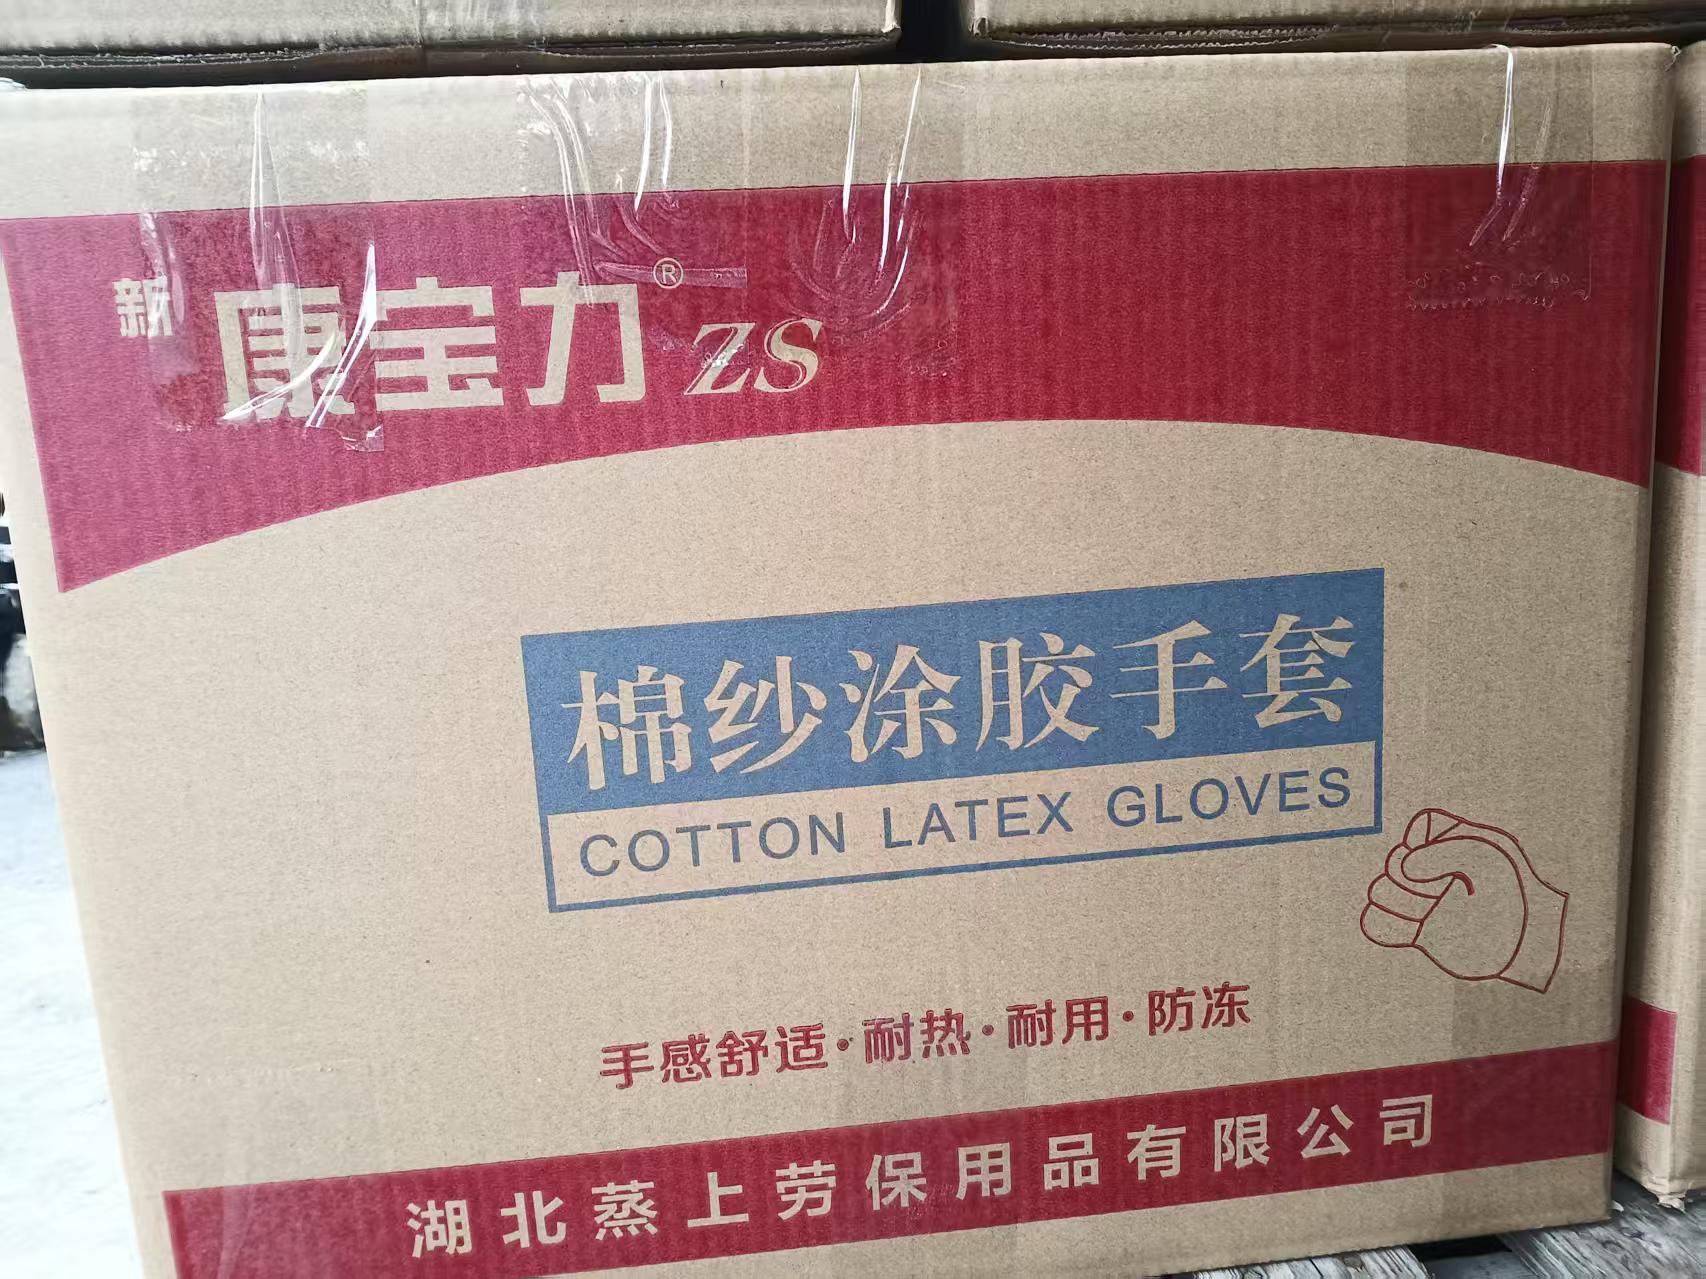 新 康宝力® ZS
棉纱涂胶手套
COTTON LATEX GLOVES
手感舒适·耐热·耐用·防冻
湖北蒸上劳保用品有限公司